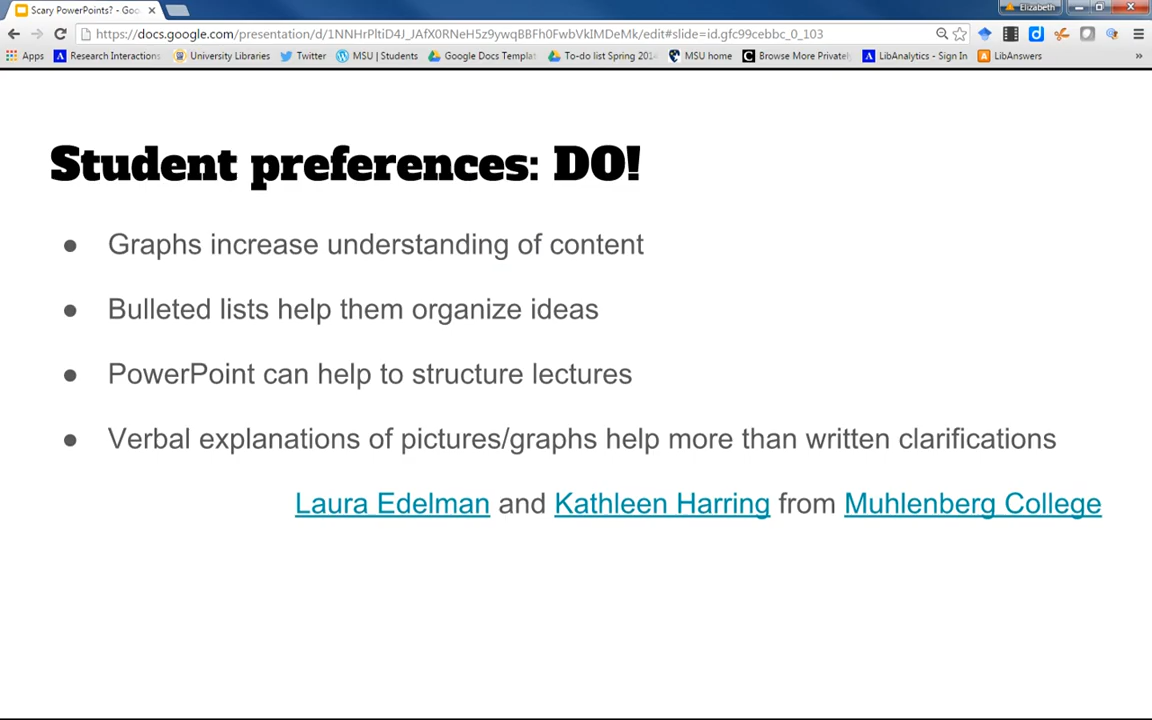 Scary PowerPoints? - Goo
Elizabeth
https://docs.google.com/presentation/d/1NNHrPltiD4J_JAfX0RNeH5z9ywqBBFh0FwbVkIMDeMk/edit#slide=id.gfc99cebbc_0_103
Apps Research Interactions University Libraries Twitter MSU | Students Google Docs Templat To-do list Spring 2014 MSU home Browse More Privatel LibAnalytics - Sign In LibAnswers »
Student preferences: DO!
● Graphs increase understanding of content
● Bulleted lists help them organize ideas
● PowerPoint can help to structure lectures
● Verbal explanations of pictures/graphs help more than written clarifications
Laura Edelman and Kathleen Harring from Muhlenberg College